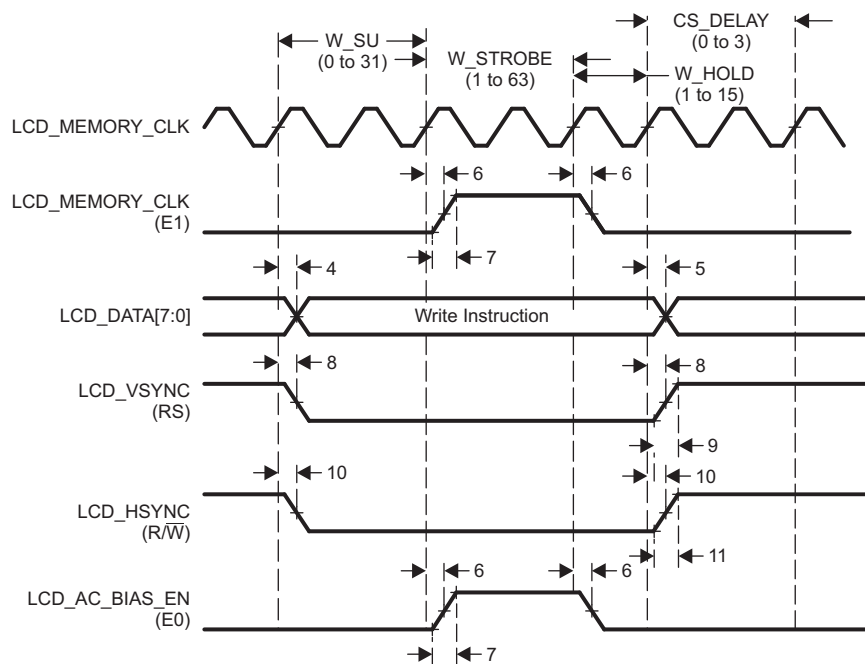 CS_DELAY
(0 to 3)
W_SU
(0 to 31)
W_STROBE
(1 to 63)
W_HOLD
(1 to 15)
LCD_MEMORY_CLK
6
6
LCD_MEMORY_CLK
(E1)
7
4
5
LCD_DATA[7:0]
Write Instruction
8
8
LCD_VSYNC
(RS)
9
10
10
LCD_HSYNC
(R/W̅)
11
6
6
LCD_AC_BIAS_EN
(E0)
7